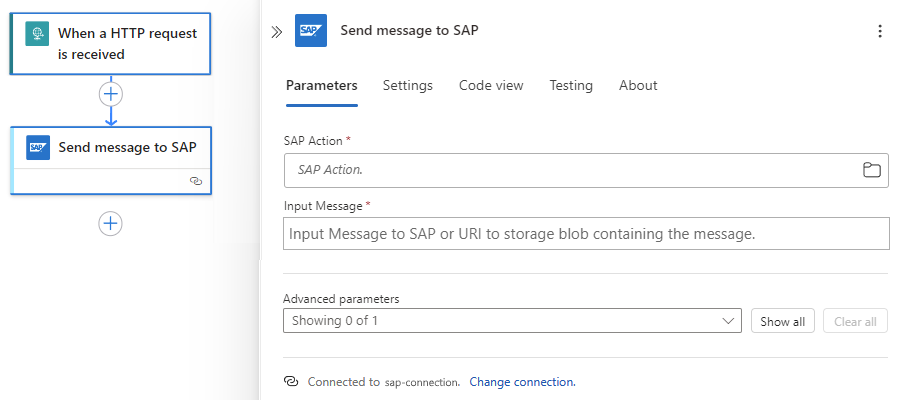 When a HTTP request
is received
SAP
Send message to SAP
SAP
Send message to SAP
Parameters
Settings
Code view
Testing
About
SAP Action *
SAP Action.
Input Message *
Input Message to SAP or URI to storage blob containing the message.
Advanced parameters
Showing 0 of 1
Show all
Clear all
Connected to sap-connection. Change connection.